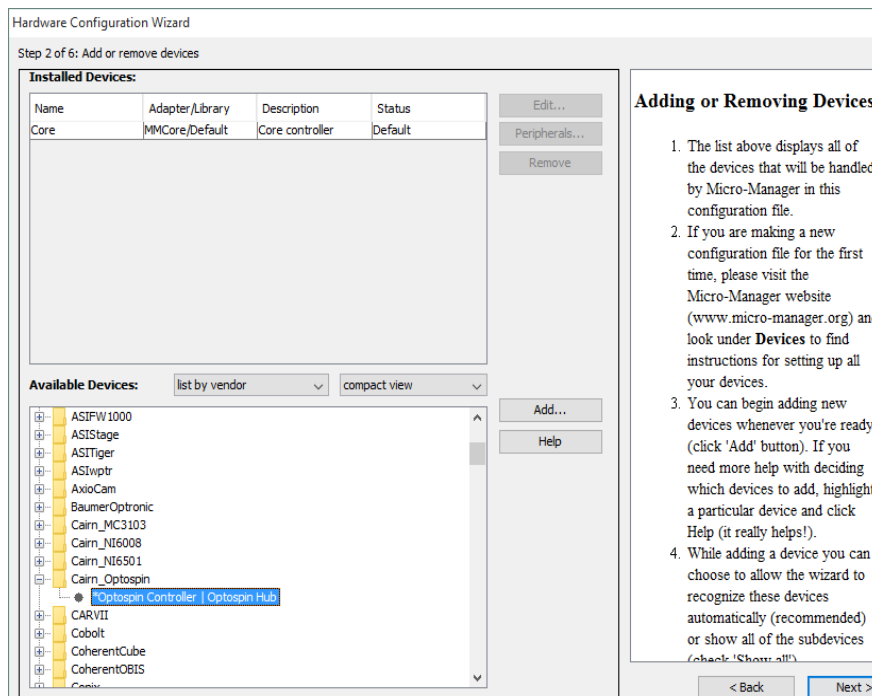 Hardware Configuration Wizard
Step 2 of 6: Add or remove devices
Installed Devices:
Name Adapter/Library Description Status
Core MMCore/Default Core controller Default
Edit...
Peripherals...
Remove
Available Devices: list by vendor compact view
ASIFW1000
ASIStage
ASITiger
ASIwptr
AxioCam
BaumerOptronic
Cairn_MC3103
Cairn_NI6008
Cairn_NI6501
Cairn_Optospin
*Optospin Controller | Optospin Hub
CARVII
Cobolt
CoherentCube
CoherentOBIS
Conix
Add...
Help
Adding or Removing Devices
1. The list above displays all of
the devices that will be handled
by Micro-Manager in this
configuration file.
2. If you are making a new
configuration file for the first
time, please visit the
Micro-Manager website
(www.micro-manager.org) and
look under Devices to find
instructions for setting up all
your devices.
3. You can begin adding new
devices whenever you're ready
(click 'Add' button). If you
need more help with deciding
which devices to add, highlight
a particular device and click
Help (it really helps!).
4. While adding a device you can
choose to allow the wizard to
recognize these devices
automatically (recommended)
or show all of the subdevices
(check 'Show all')
< Back
Next >